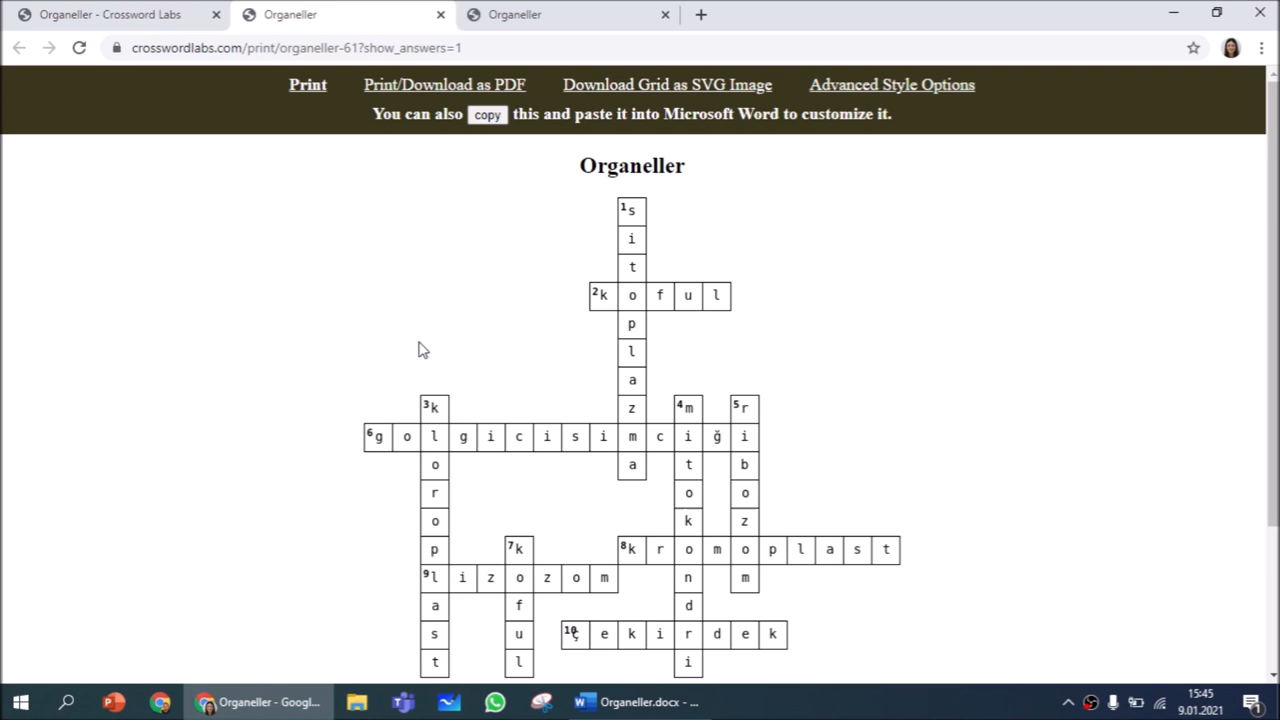 Organeller - Crossword Labs
Organeller
Organeller
crosswordlabs.com/print/organeller-61?show_answers=1
Print Print/Download as PDF Download Grid as SVG Image Advanced Style Options
You can also copy this and paste it into Microsoft Word to customize it.
Organeller
1 s
i
t
2 k o f u l
p
l
a
3 k z 4 m 5 r
6 g o l g i c i s i m c i ğ i
o a t b
r o o
o k z
p 7 k 8 k r o m o p l a s t
9 l i z o z o m n m
a f d
s u 10 ç e k i r d e k
t l i
Organeller - Googl...
Organeller.docx - ...
15:45
9.01.2021
1